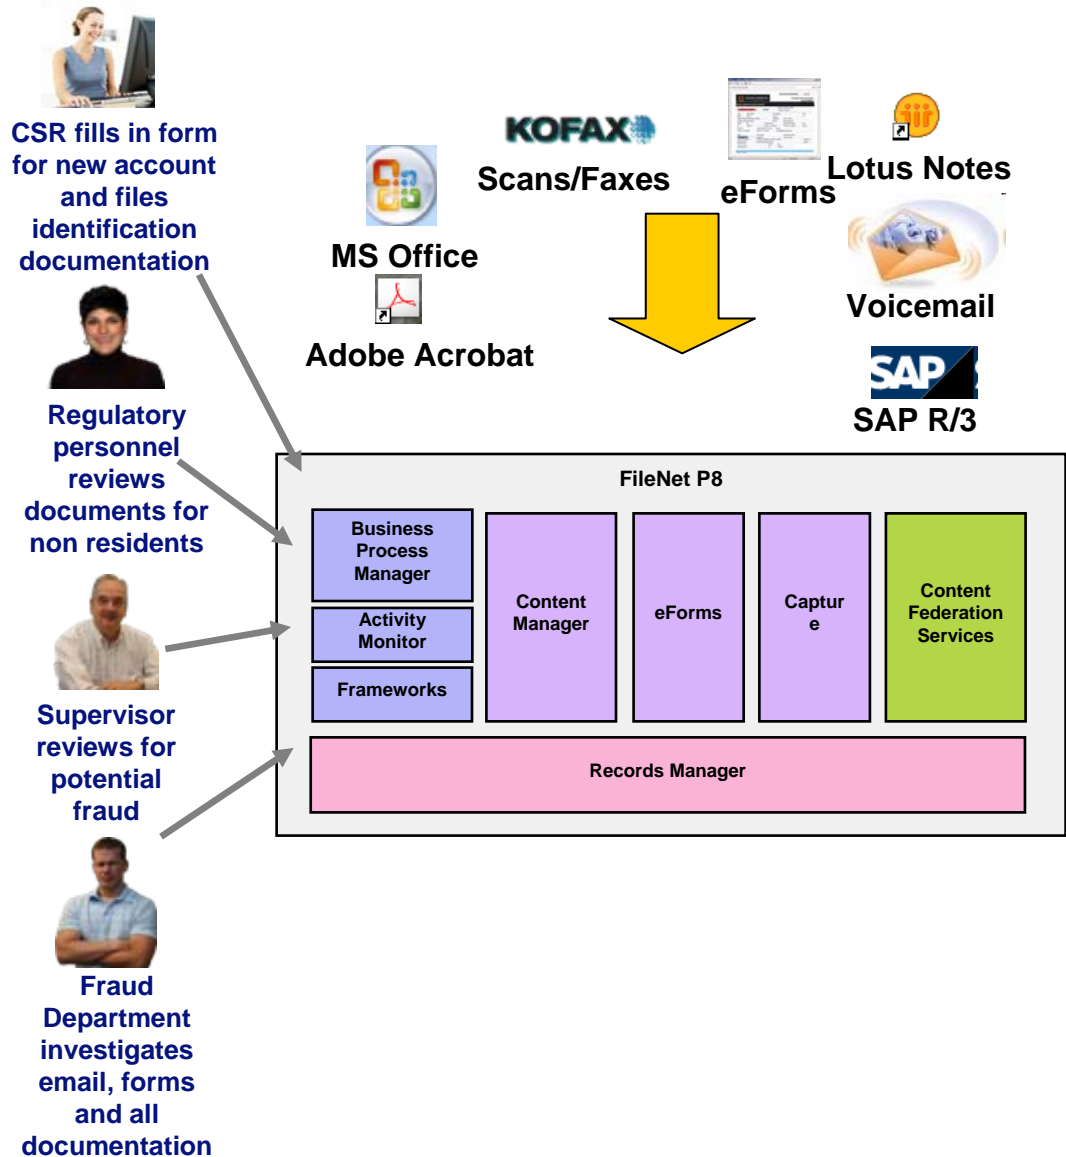 CSR fills in form
for new account
and files
identification
documentation
Regulatory
personnel
reviews
documents for
non residents
Supervisor
reviews for
potential
fraud
Fraud
Department
investigates
email, forms
and all
documentation
KOFAX
Scans/Faxes
eForms
Lotus Notes
MS Office
Adobe Acrobat
Voicemail
SAP
SAP R/3
FileNet P8
Business
Process
Manager
Activity
Monitor
Frameworks
Content
Manager
eForms
Captur
e
Content
Federation
Services
Records Manager